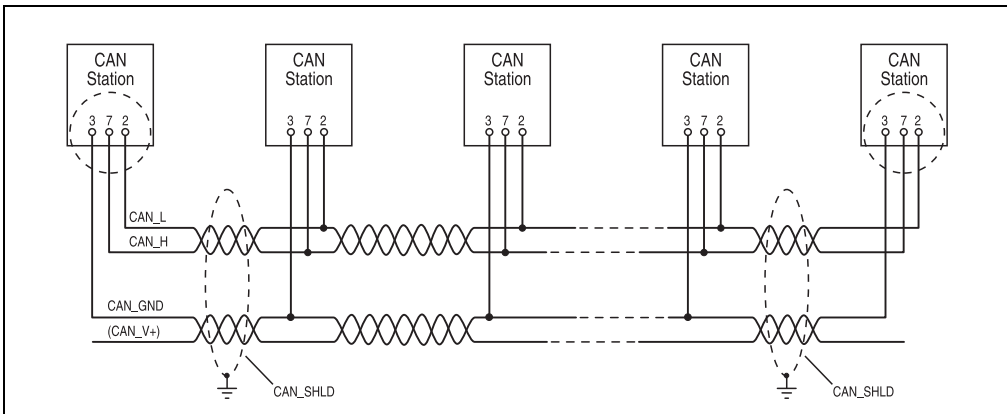 CAN
Station
3 7 2
CAN
Station
3 7 2
CAN
Station
3 7 2
CAN
Station
3 7 2
CAN
Station
3 7 2
CAN_L
CAN_H
CAN_GND
(CAN_V+)
CAN_SHLD
CAN_SHLD